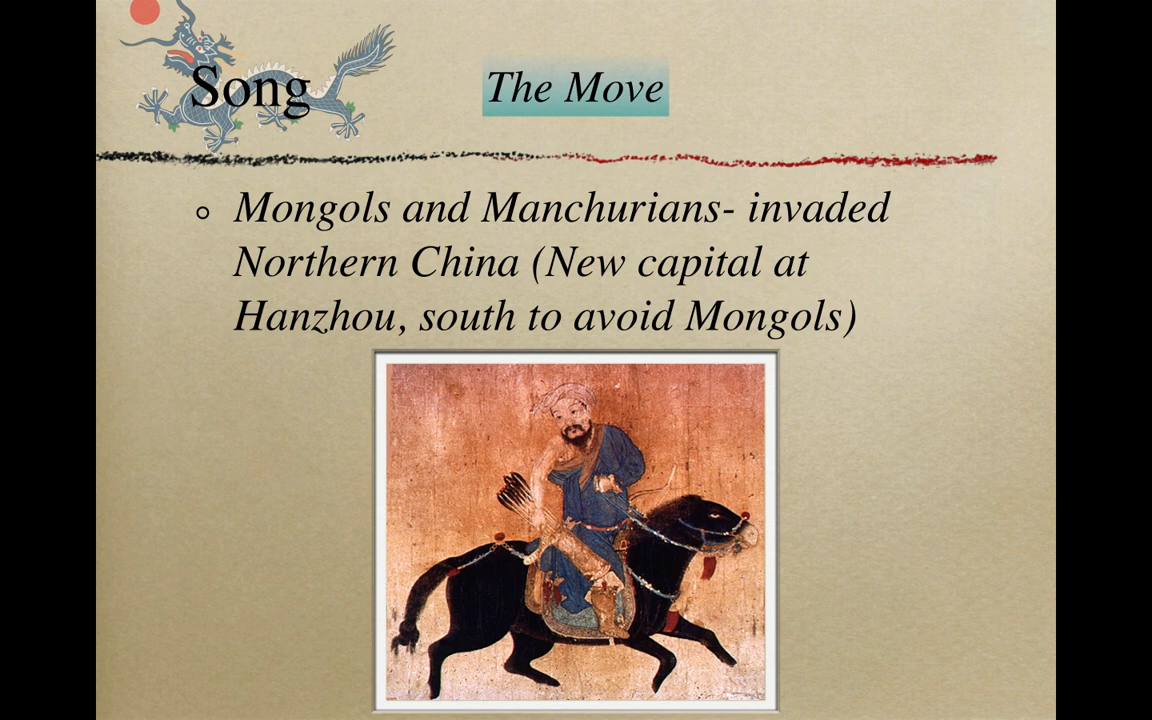 Song
The Move
Mongols and Manchurians- invaded
Northern China (New capital at
Hanzhou, south to avoid Mongols)